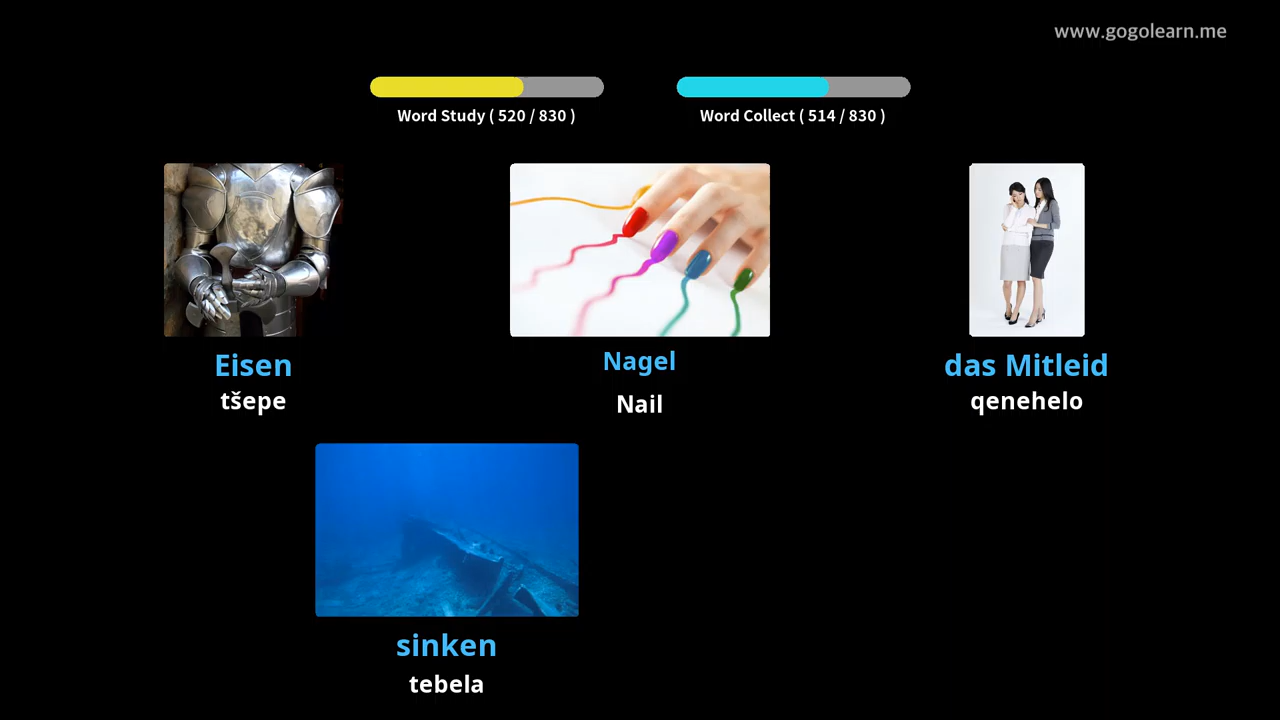 www.gogolearn.me
Word Study ( 520 / 830 )
Word Collect ( 514 / 830 )
Eisen
tšepe
Nagel
Nail
das Mitleid
qenehelo
sinken
tebela